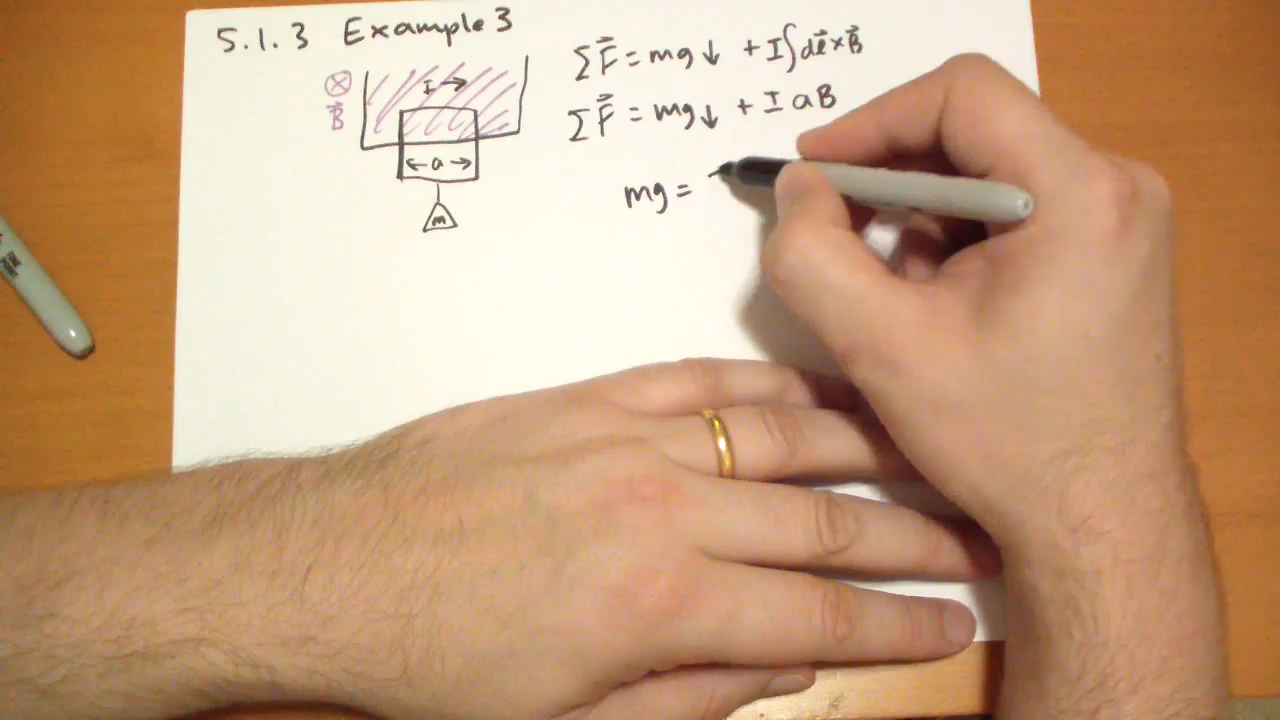 5.1.3 Example 3
⊗
B⃗
I →
← a →
m
∑F⃗ = mg↓ + I∫dl⃗×B⃗
∑F⃗ = mg↓ + IaB
mg =